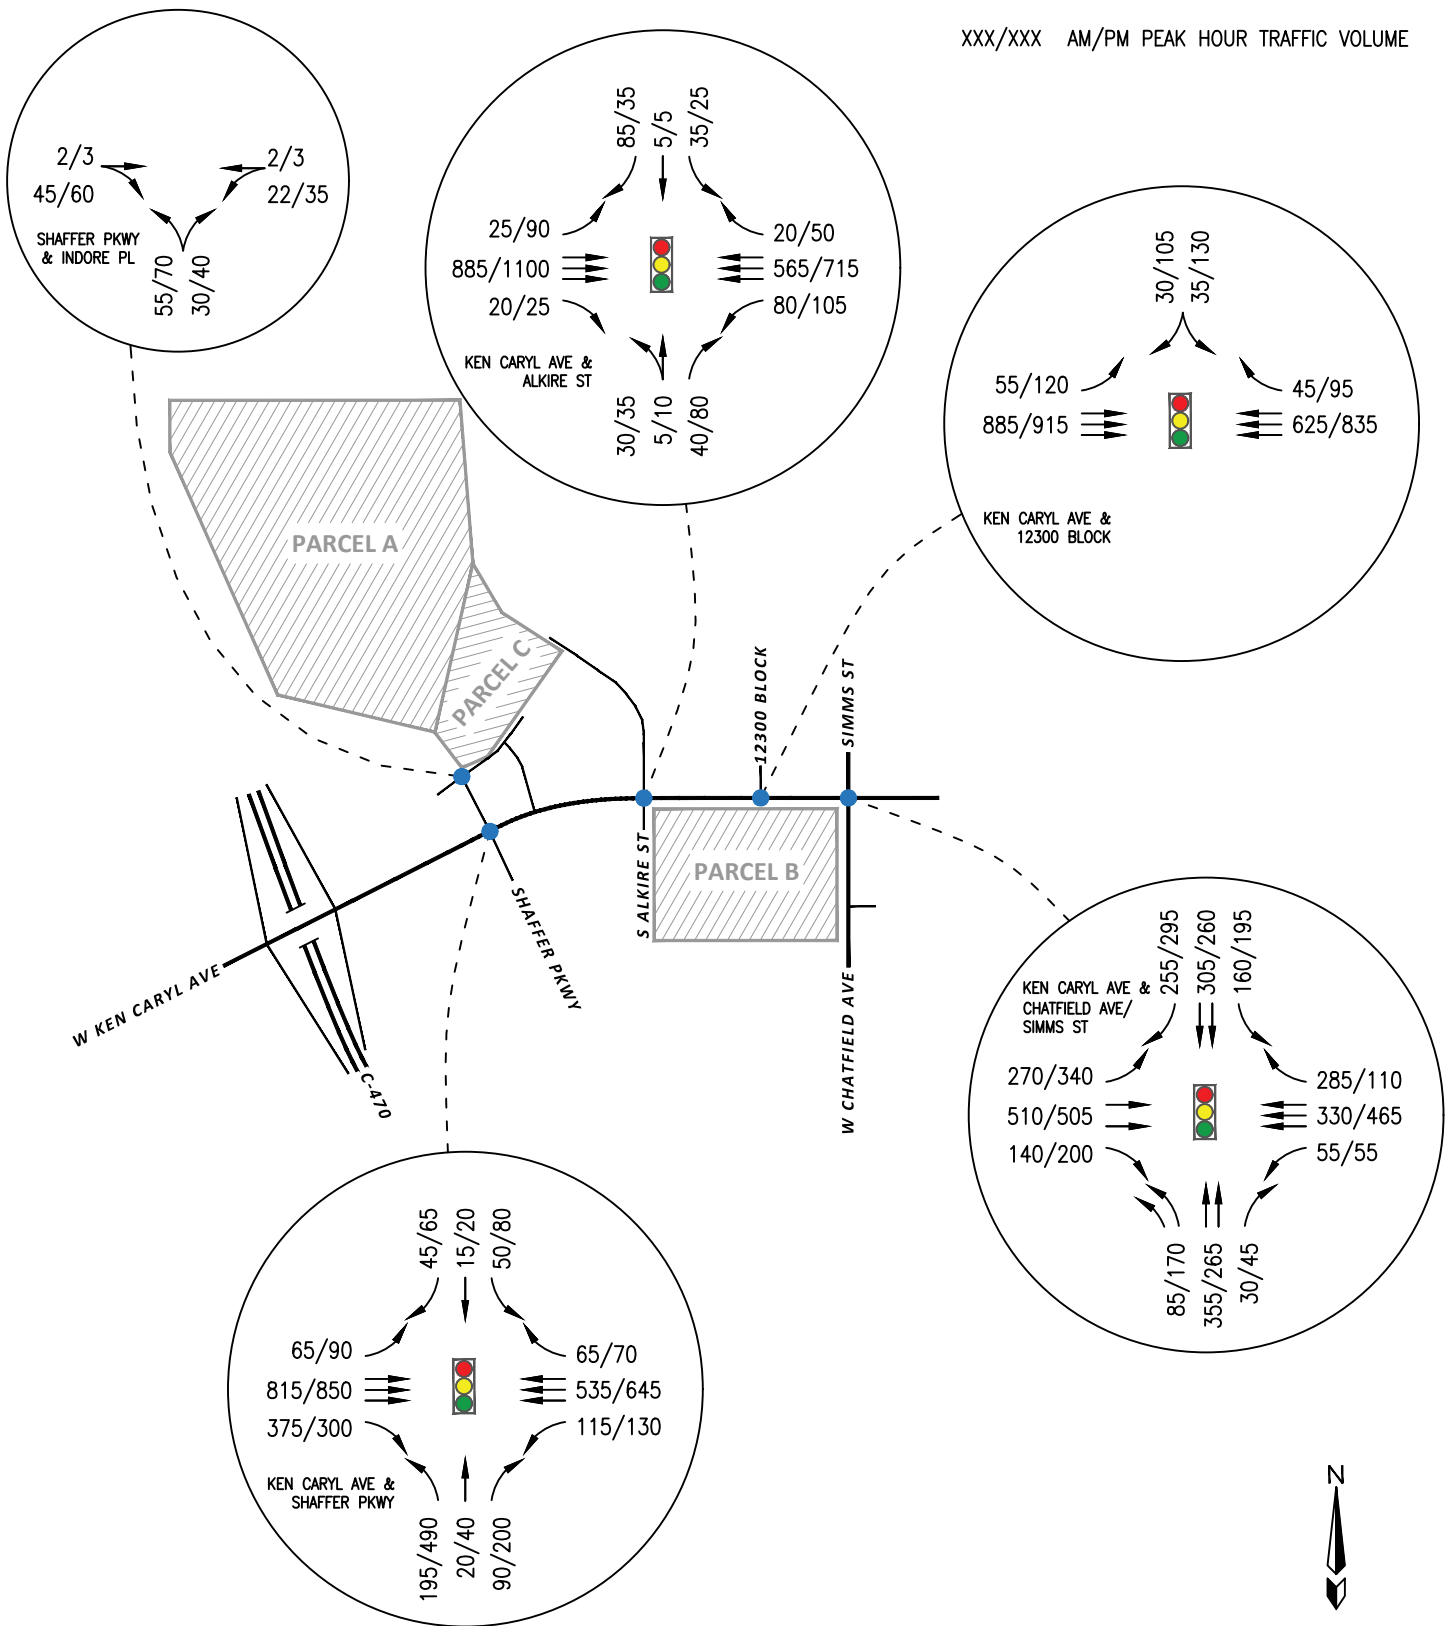 XXX/XXX AM/PM PEAK HOUR TRAFFIC VOLUME
2/3
2/3
45/60
22/35
SHAFFER PKWY
& INDORE PL
55/70
30/40
85/35
5/5
35/25
25/90
20/50
885/1100
565/715
20/25
80/105
KEN CARYL AVE &
ALKIRE ST
30/35
5/10
40/80
30/105
35/130
55/120
45/95
885/915
625/835
KEN CARYL AVE &
12300 BLOCK
PARCEL A
PARCEL C
PARCEL B
12300 BLOCK
SIMMS ST
S ALKIRE ST
SHAFFER PKWY
W KEN CARYL AVE
C-470
W CHATFIELD AVE
255/295
305/260
160/195
KEN CARYL AVE &
CHATFIELD AVE/
SIMMS ST
270/340
285/110
510/505
330/465
140/200
55/55
85/170
355/265
30/45
45/65
15/20
50/80
65/90
65/70
815/850
535/645
375/300
115/130
KEN CARYL AVE &
SHAFFER PKWY
195/490
20/40
90/200
N